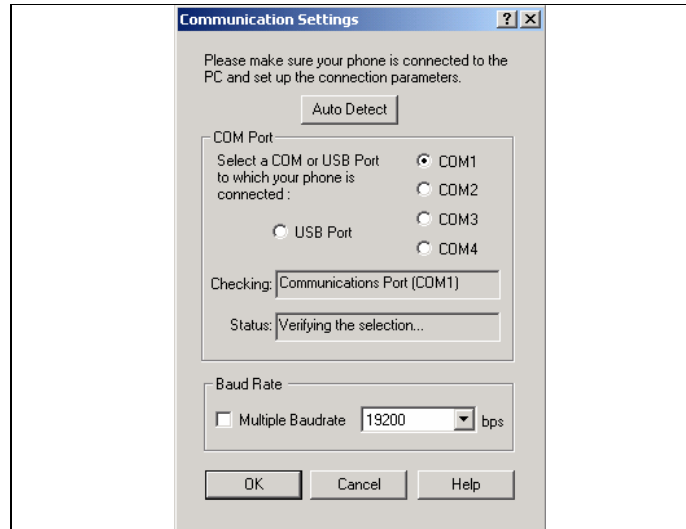 Communication Settings
Please make sure your phone is connected to the
PC and set up the connection parameters.
Auto Detect
COM Port
Select a COM or USB Port
to which your phone is
connected :
COM1
COM2
USB Port
COM3
COM4
Checking: Communications Port (COM1)
Status: Verifying the selection...
Baud Rate
Multiple Baudrate 19200 bps
OK Cancel Help